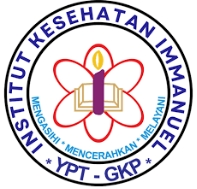 INSTITUT KESEHATAN IMMANUEL
MENGASIHI * MENCERAHKAN * MELAYANI
* YPT - GKP *